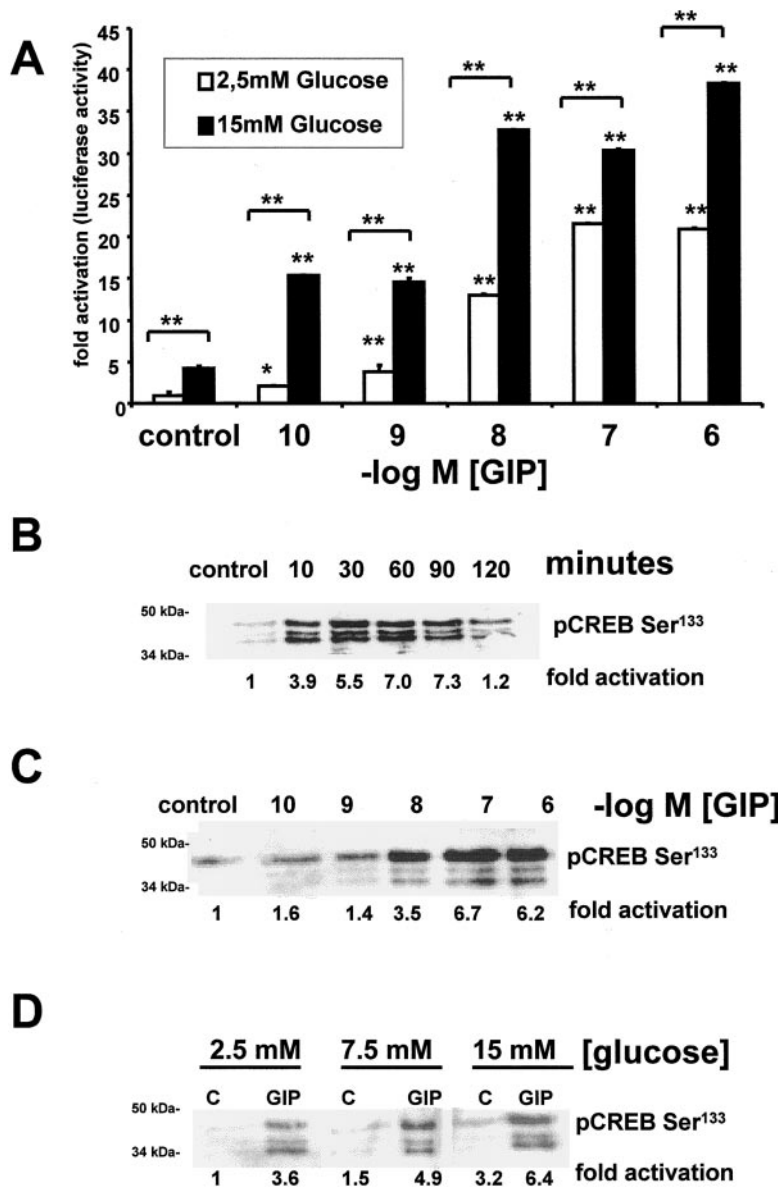 A
fold activation (luciferase activity)
45
40
35
30
25
20
15
10
5
0
2,5mM Glucose
15mM Glucose
** ** ** ** ** **
** ** ** ** **
* ** ** ** **
control 10 9 8 7 6
-log M [GIP]
B
control 10 30 60 90 120 minutes
50 kDa-
pCREB Ser¹³³
34 kDa-
1 3.9 5.5 7.0 7.3 1.2 fold activation
C
control 10 9 8 7 6 -log M [GIP]
50 kDa-
pCREB Ser¹³³
34 kDa-
1 1.6 1.4 3.5 6.7 6.2 fold activation
D
2.5 mM 7.5 mM 15 mM [glucose]
C GIP C GIP C GIP
50 kDa-
pCREB Ser¹³³
34 kDa-
1 3.6 1.5 4.9 3.2 6.4 fold activation